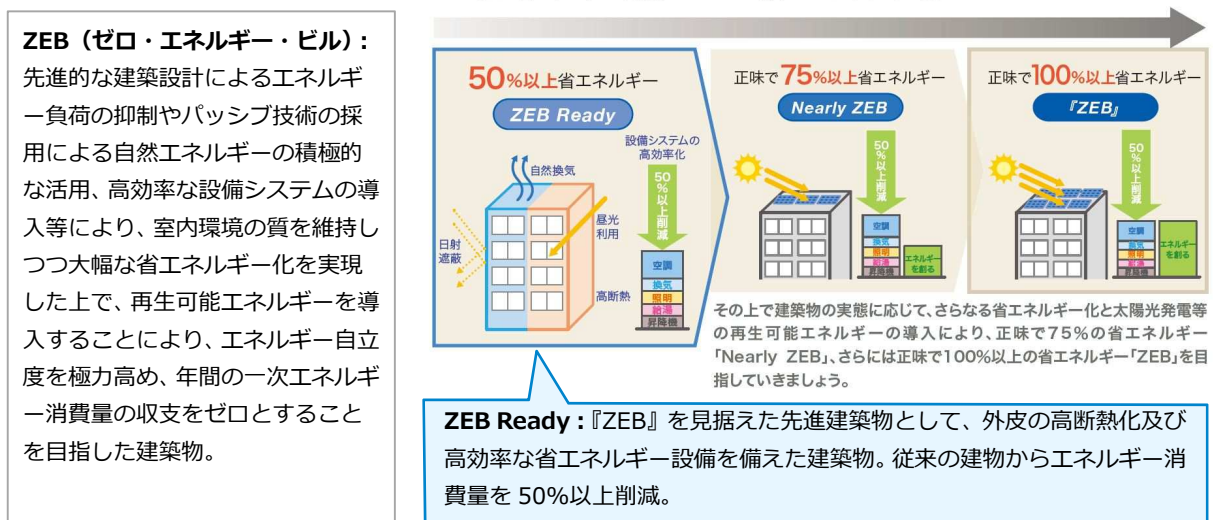 ZEB（ゼロ・エネルギー・ビル）：
先進的な建築設計によるエネルギ
ー負荷の抑制やパッシブ技術の採
用による自然エネルギーの積極的
な活用、高効率な設備システムの導
入等により、室内環境の質を維持し
つつ大幅な省エネルギー化を実現
した上で、再生可能エネルギーを導
入することにより、エネルギー自立
度を極力高め、年間の一次エネルギ
ー消費量の収支をゼロとすること
を目指した建築物。
50%以上省エネルギー
ZEB Ready
設備システムの
高効率化
自然換気
50%以上削減
昼光
利用
日射
遮蔽
高断熱
空調
換気
照明
給湯
昇降機
正味で75%以上省エネルギー
Nearly ZEB
50%以上削減
空調
換気
照明
給湯
昇降機
エネルギー
を創る
正味で100%以上省エネルギー
『ZEB』
50%以上削減
空調
換気
照明
給湯
昇降機
エネルギー
を創る
その上で建築物の実態に応じて、さらなる省エネルギー化と太陽光発電等
の再生可能エネルギーの導入により、正味で75%の省エネルギー
「Nearly ZEB」、さらには正味で100%以上の省エネルギー「ZEB」を目
指していきましょう。
ZEB Ready：『ZEB』を見据えた先進建築物として、外皮の高断熱化及び
高効率な省エネルギー設備を備えた建築物。従来の建物からエネルギー消
費量を 50%以上削減。